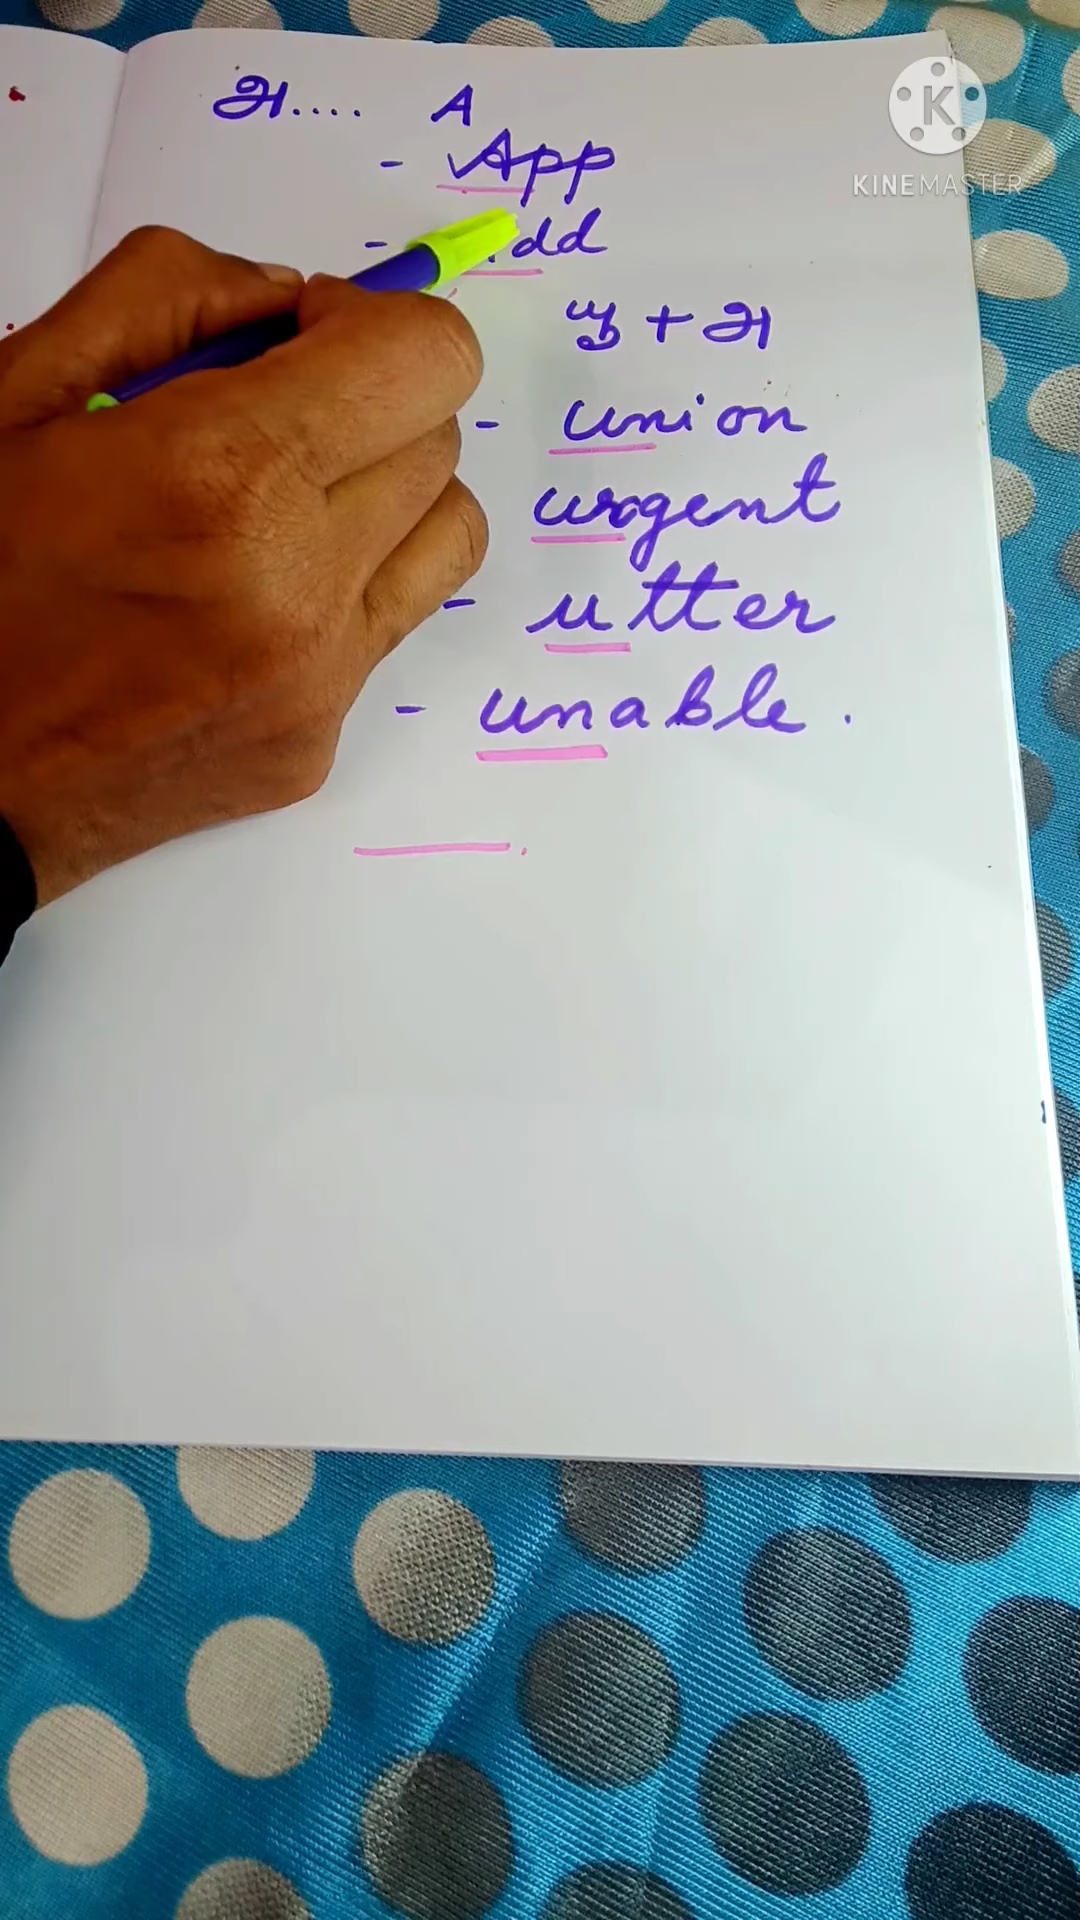 அ.... A
- App
- dd
யு + அ
- union
urgent
- utter
- unable.
KINEMASTER